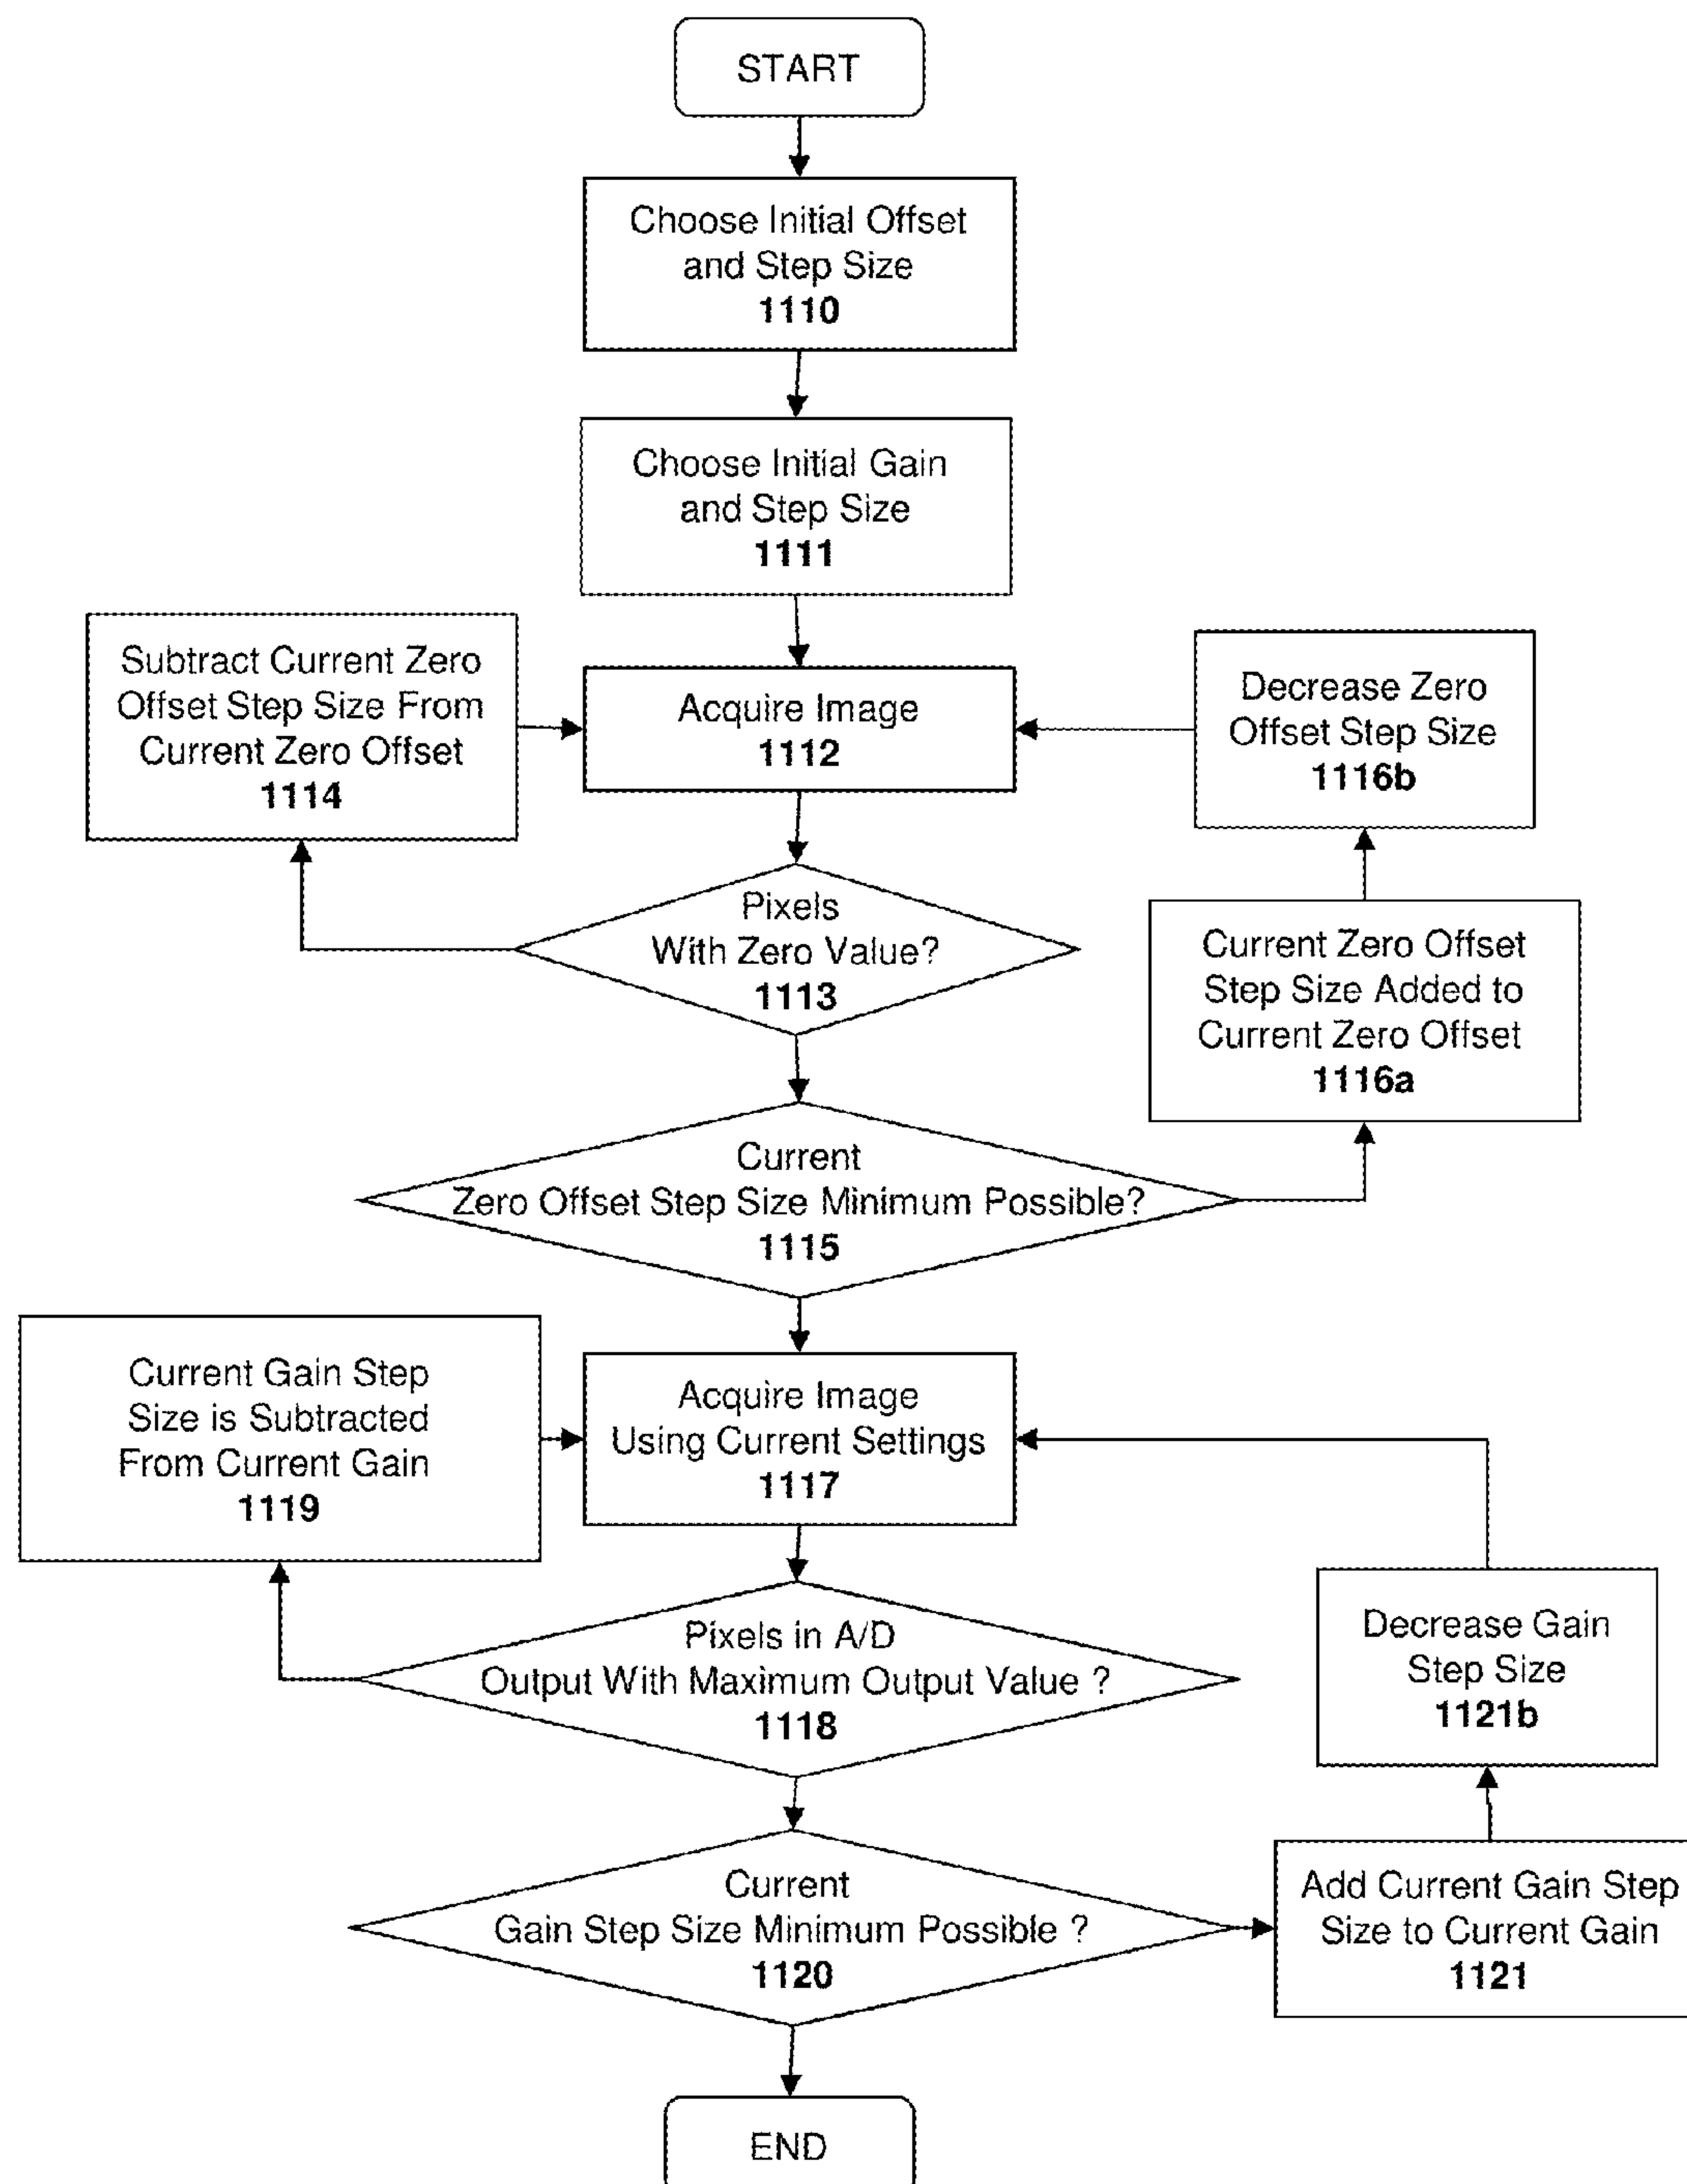 START
Choose Initial Offset
and Step Size
1110
Choose Initial Gain
and Step Size
1111
Subtract Current Zero
Offset Step Size From
Current Zero Offset
1114
Acquire Image
1112
Decrease Zero
Offset Step Size
1116b
Pixels
With Zero Value?
1113
Current Zero Offset
Step Size Added to
Current Zero Offset
1116a
Current
Zero Offset Step Size Minimum Possible?
1115
Current Gain Step
Size is Subtracted
From Current Gain
1119
Acquire Image
Using Current Settings
1117
Pixels in A/D
Output With Maximum Output Value ?
1118
Decrease Gain
Step Size
1121b
Current
Gain Step Size Minimum Possible ?
1120
Add Current Gain Step
Size to Current Gain
1121
END